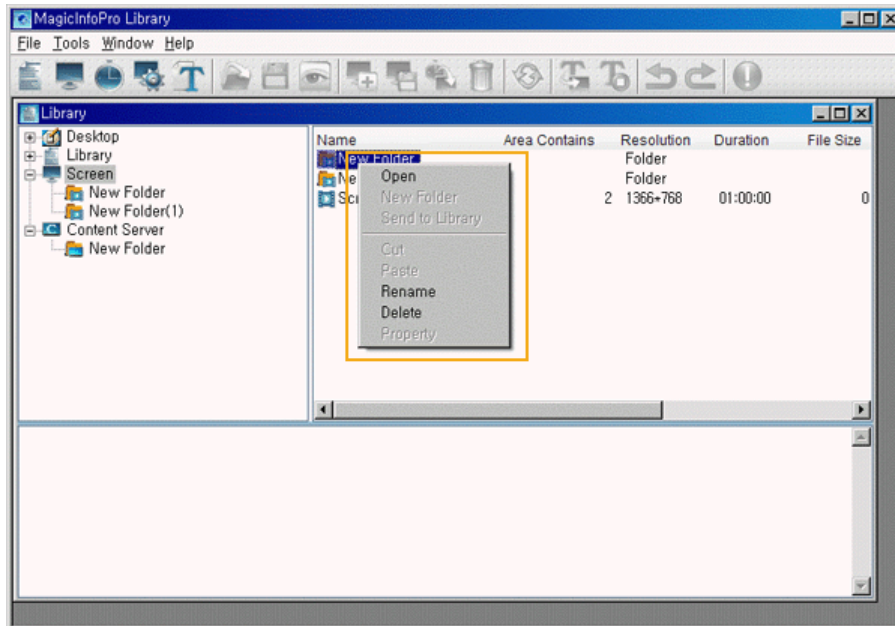 MagicInfoPro Library
File Tools Window Help
Library
Desktop
Library
Screen
New Folder
New Folder(1)
Content Server
New Folder
Name Area Contains Resolution Duration File Size
New Folder Folder
Ne Folder
Scr 2 1366*768 01:00:00 0
Open
New Folder
Send to Library
Cut
Paste
Rename
Delete
Property